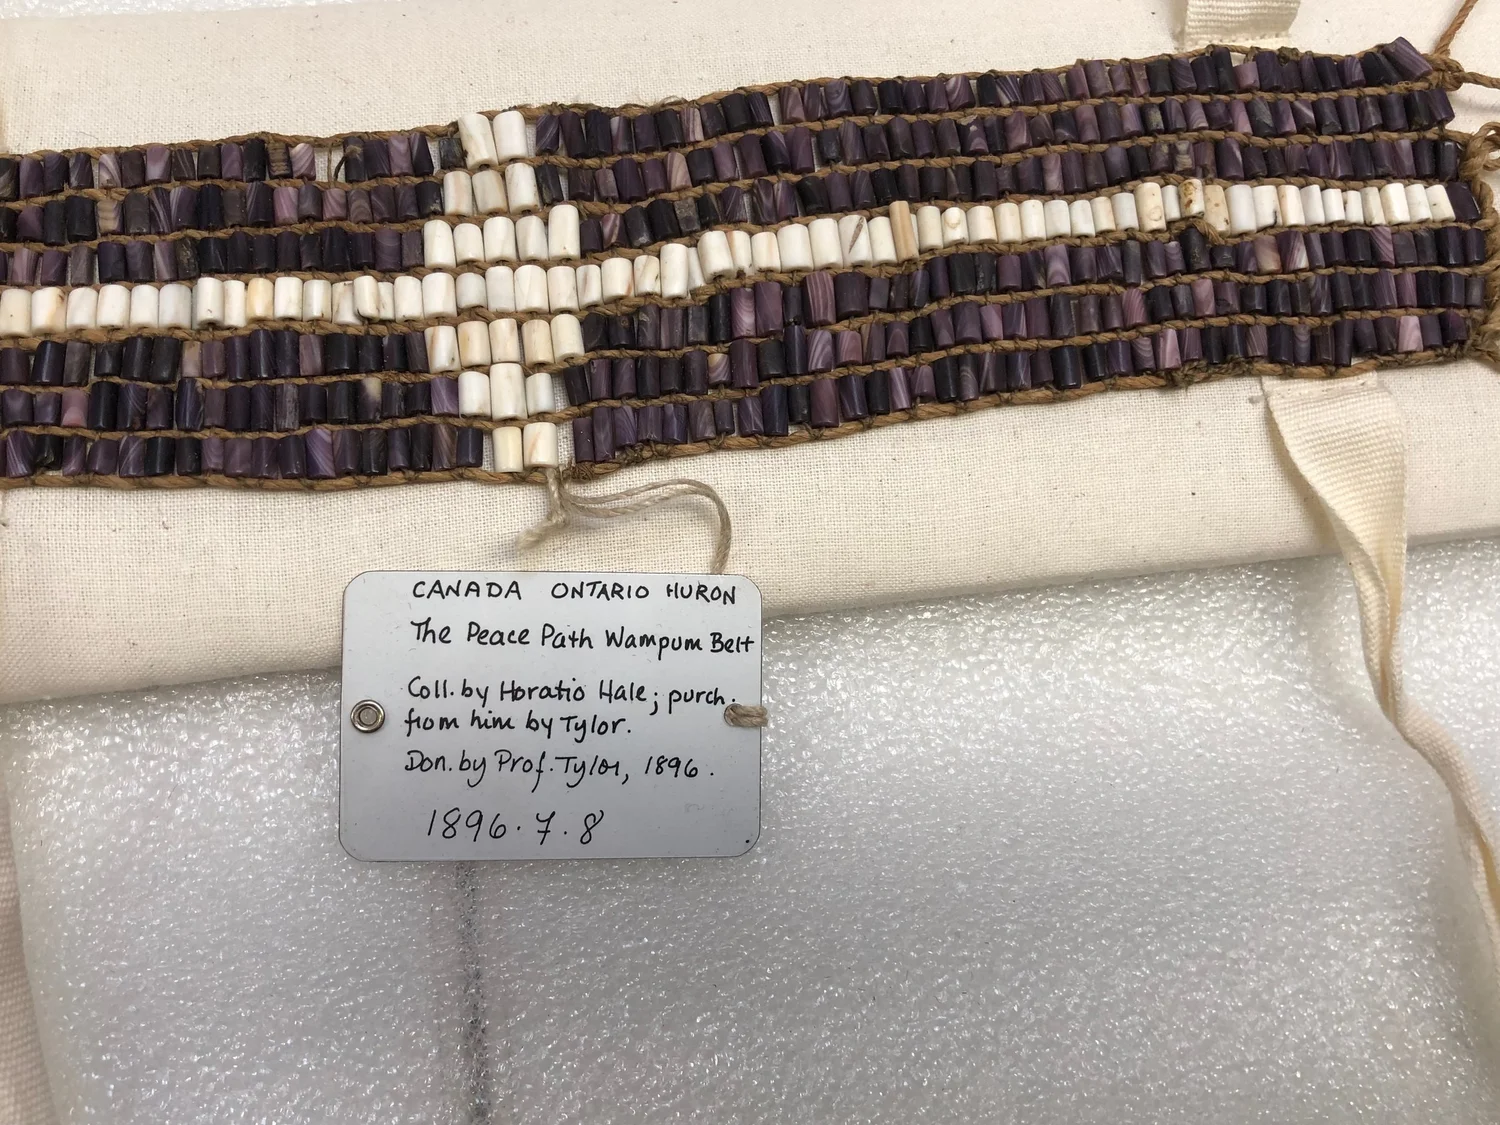 CANADA ONTARIO HURON
The Peace Path Wampum Belt
Coll. by Horatio Hale; purch.
from him by Tylor.
Don. by Prof. Tylor, 1896.
1896.7.8